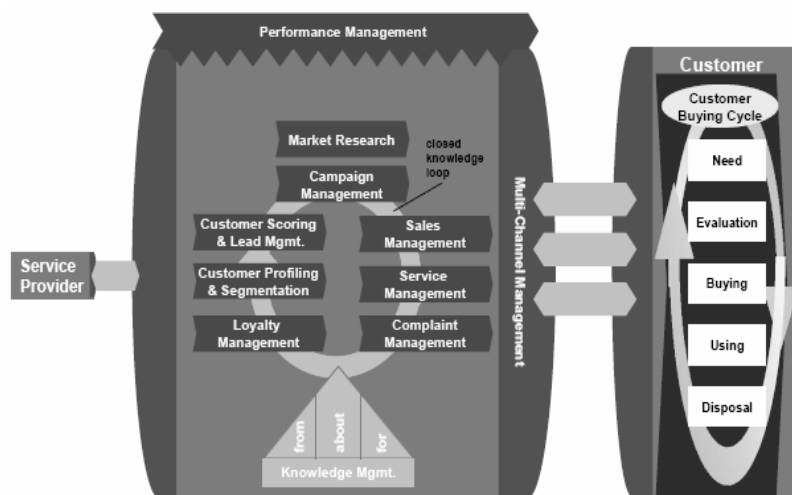 Performance Management
Market Research
closed
knowledge
loop
Campaign
Management
Customer Scoring
& Lead Mgmt.
Sales
Management
Customer Profiling
& Segmentation
Service
Management
Loyalty
Management
Complaint
Management
Service
Provider
from
about
for
Knowledge Mgmt.
Multi-Channel Management
Customer
Customer
Buying Cycle
Need
Evaluation
Buying
Using
Disposal